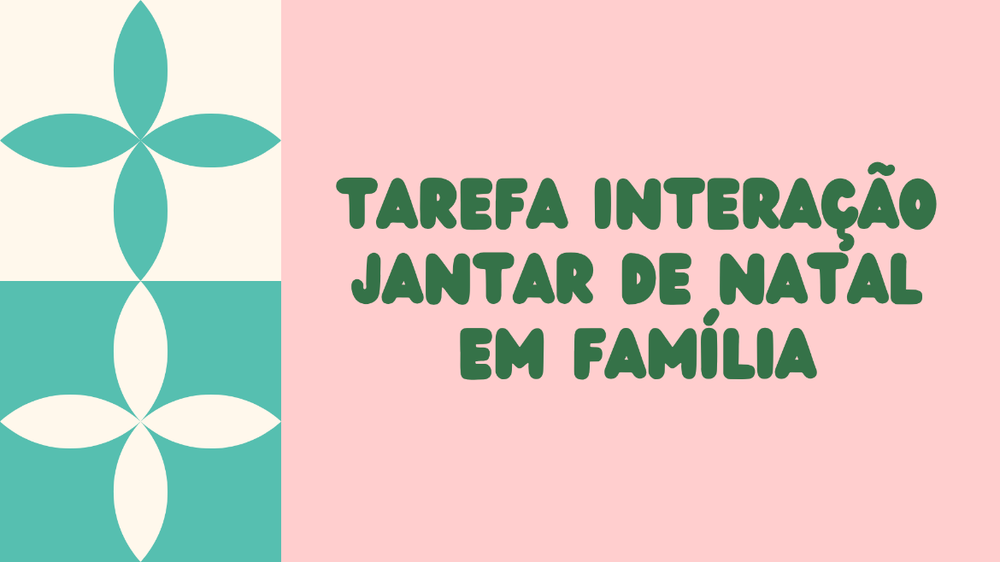 TAREFA INTERAÇÃO
JANTAR DE NATAL
EM FAMÍLIA